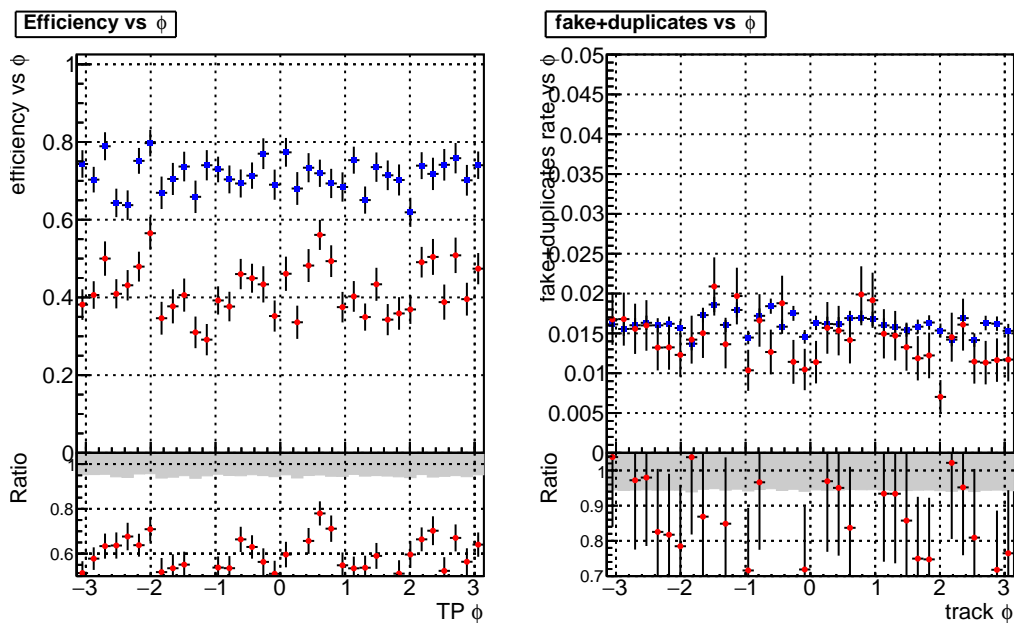 Efficiency vs ϕ
efficiency vs ϕ
1
0.8
0.6
0.4
0.2
0
Ratio
1
0.8
0.6
−3 −2 −1 0 1 2 3
TP ϕ
fake+duplicates vs ϕ
fake+duplicates rate vs ϕ
0.05
0.045
0.04
0.035
0.03
0.025
0.02
0.015
0.01
0.005
0
Ratio
1
0.9
0.8
0.7
−3 −2 −1 0 1 2 3
track ϕ